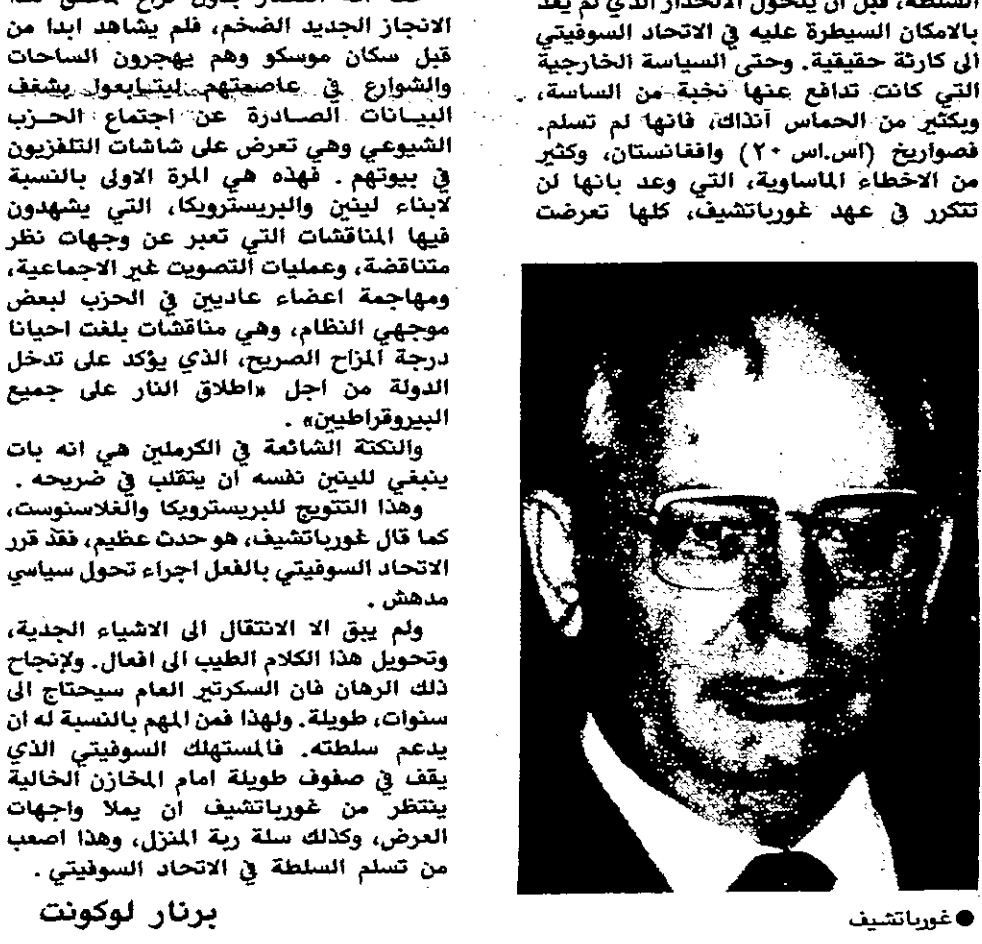 السلطة، قبل ان يتحول الانحدار الذي لم يعد
بالامكان السيطرة عليه في الاتحاد السوفيتي
الى كارثة حقيقية. وحتى السياسة الخارجية
التي كانت تدافع عنها نخبة من الساسة،
وبكثير من الحماس آنذاك، فانها لم تسلم.
فصواريخ (اس.اس ٢٠) وافغانستان، وكثير
من الاخطاء الماساوية، التي وعد بانها لن
تتكرر في عهد غورباتشيف، كلها تعرضت
● غورباتشيف
الانجاز الجديد الضخم، فلم يشاهد ابدا من
قبل سكان موسكو وهم يهجرون الساحات
والشوارع في عاصمتهم ليتابعوا بشغف
البيانات الصادرة عن اجتماع الحزب
الشيوعي وهي تعرض على شاشات التلفزيون
في بيوتهم . فهذه هي المرة الاولى بالنسبة
لابناء لينين والبريسترويكا، التي يشهدون
فيها المناقشات التي تعبر عن وجهات نظر
متناقضة، وعمليات التصويت غير الاجماعية،
ومهاجمة اعضاء عاديين في الحزب لبعض
موجهي النظام، وهي مناقشات بلغت احيانا
درجة المزاح الصريح، الذي يؤكد على تدخل
الدولة من اجل «اطلاق النار على جميع
البيروقراطيين» .
والنكتة الشائعة في الكرملين هي انه بات
ينبغي للينين نفسه ان يتقلب في ضريحه .
وهذا التتويج للبريسترويكا والغلاسنوست،
كما قال غورباتشيف، هو حدث عظيم، فقد قرر
الاتحاد السوفيتي بالفعل اجراء تحول سياسي
مدهش .
ولم يبق الا الانتقال الى الاشياء الجدية،
وتحويل هذا الكلام الطيب الى افعال. ولإنجاح
ذلك الرهان فان السكرتير العام سيحتاج الى
سنوات، طويلة. ولهذا فمن المهم بالنسبة له ان
يدعم سلطته. فالمستهلك السوفيتي الذي
يقف في صفوف طويلة امام المخازن الخالية
ينتظر من غورباتشيف ان يملا واجهات
العرض، وكذلك سلة ربة المنزل، وهذا اصعب
من تسلم السلطة في الاتحاد السوفيتي .
برنار لوكونت